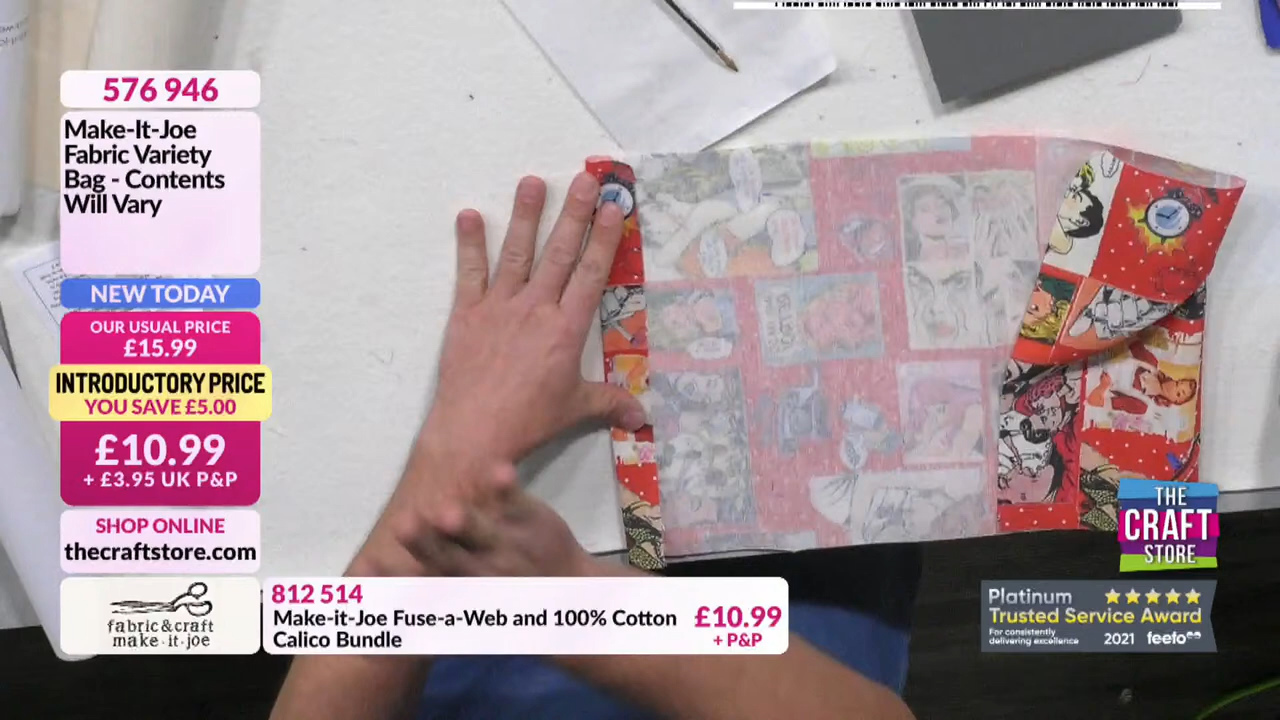 576 946
Make-It-Joe
Fabric Variety
Bag - Contents
Will Vary
NEW TODAY
OUR USUAL PRICE
£15.99
INTRODUCTORY PRICE
YOU SAVE £5.00
£10.99
+ £3.95 UK P&P
SHOP ONLINE
thecraftstore.com
fabric & craft
make·it·joe
812 514
Make-it-Joe Fuse-a-Web and 100% Cotton
Calico Bundle
£10.99
+ P&P
THE
CRAFT
STORE
Platinum
Trusted Service Award
For consistently
delivering excellence
2021 feefo